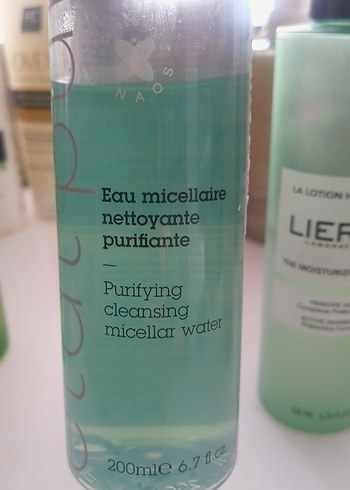 NAOS
Eau micellaire
nettoyante
purifiante
Purifying
cleansing
micellar water
200ml℮ 6.7 fl.oz.
LA LOTION H
LIER
LABORAT
THE MOISTURIZ